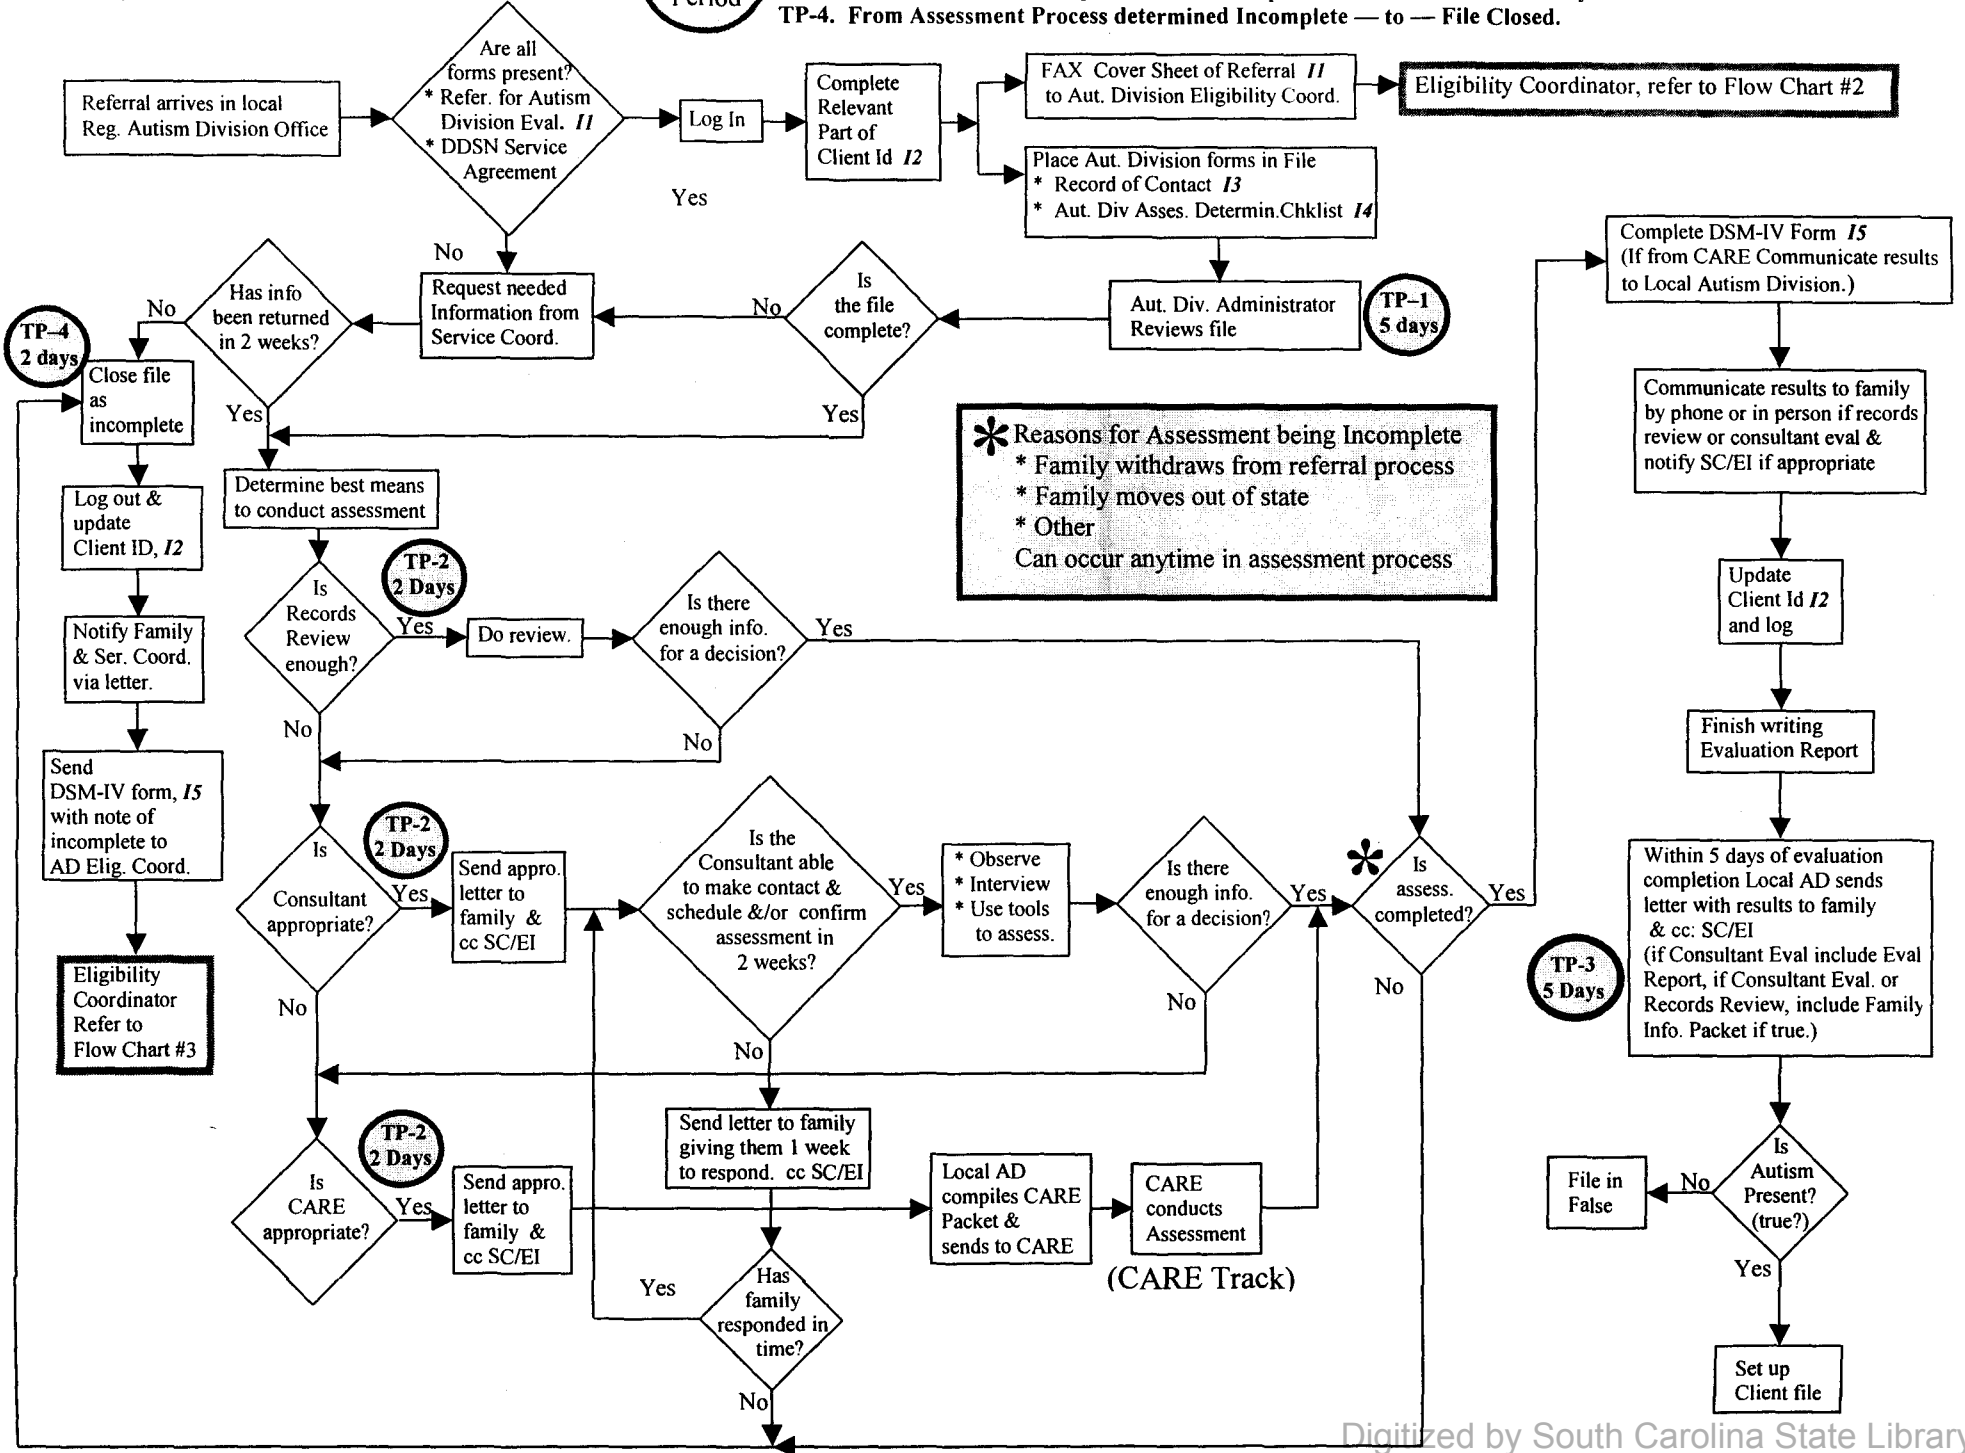 Period
TP-4. From Assessment Process determined Incomplete — to — File Closed.
Referral arrives in local
Reg. Autism Division Office
Are all
forms present?
* Refer. for Autism
Division Eval. I1
* DDSN Service
Agreement
Yes
No
Log In
Complete
Relevant
Part of
Client Id I2
FAX Cover Sheet of Referral I1
to Aut. Division Eligibility Coord.
Eligibility Coordinator, refer to Flow Chart #2
Place Aut. Division forms in File
* Record of Contact I3
* Aut. Div Asses. Determin.Chklist I4
Aut. Div. Administrator
Reviews file
TP–1
5 days
Is
the file
complete?
No
Yes
Request needed
Information from
Service Coord.
Has info
been returned
in 2 weeks?
No
Yes
TP–4
2 days
Close file
as
incomplete
Log out &
update
Client ID, I2
Notify Family
& Ser. Coord.
via letter.
Send
DSM-IV form, I5
with note of
incomplete to
AD Elig. Coord.
Eligibility
Coordinator
Refer to
Flow Chart #3
Determine best means
to conduct assessment
Is
Records
Review
enough?
TP-2
2 Days
Yes
No
Do review.
Is there
enough info.
for a decision?
Yes
No
* Reasons for Assessment being Incomplete
* Family withdraws from referral process
* Family moves out of state
* Other
Can occur anytime in assessment process
Is
Consultant
appropriate?
TP-2
2 Days
Yes
No
Send appro.
letter to
family &
cc SC/EI
Is the
Consultant able
to make contact &
schedule &/or confirm
assessment in
2 weeks?
Yes
No
* Observe
* Interview
* Use tools
to assess.
Is there
enough info.
for a decision?
Yes
No
*
Is
assess.
completed?
Yes
No
Send letter to family
giving them 1 week
to respond. cc SC/EI
Is
CARE
appropriate?
TP–2
2 Days
Yes
Send appro.
letter to
family &
cc SC/EI
Local AD
compiles CARE
Packet &
sends to CARE
CARE
conducts
Assessment
(CARE Track)
Has
family
responded in
time?
Yes
No
Complete DSM-IV Form I5
(If from CARE Communicate results
to Local Autism Division.)
Communicate results to family
by phone or in person if records
review or consultant eval &
notify SC/EI if appropriate
Update
Client Id I2
and log
Finish writing
Evaluation Report
Within 5 days of evaluation
completion Local AD sends
letter with results to family
& cc: SC/EI
(if Consultant Eval include Eval
Report, if Consultant Eval. or
Records Review, include Family
Info. Packet if true.)
TP-3
5 Days
Is
Autism
Present?
(true?)
No
Yes
File in
False
Set up
Client file
Digitized by South Carolina State Library